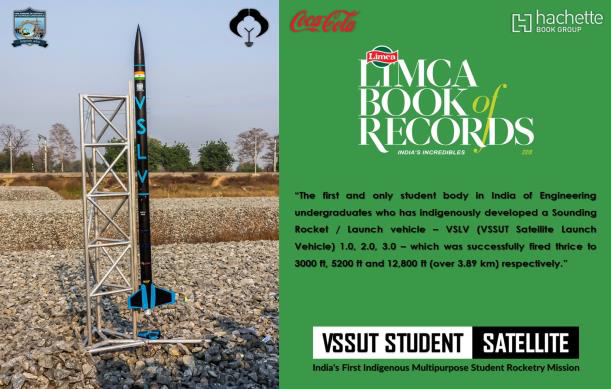 VSLV
Coca-Cola
hachette
BOOK GROUP
Limca
LIMCA
BOOK of
RECORDS
INDIA'S INCREDIBLES
“The first and only student body in India of Engineering
undergraduates who has indigenously developed a Sounding
Rocket / Launch vehicle – VSLV (VSSUT Satellite Launch
Vehicle) 1.0, 2.0, 3.0 – which was successfully fired thrice to
3000 ft, 5200 ft and 12,800 ft (over 3.89 km) respectively.”
VSSUT STUDENT SATELLITE
India's First Indigenous Multipurpose Student Rocketry Mission